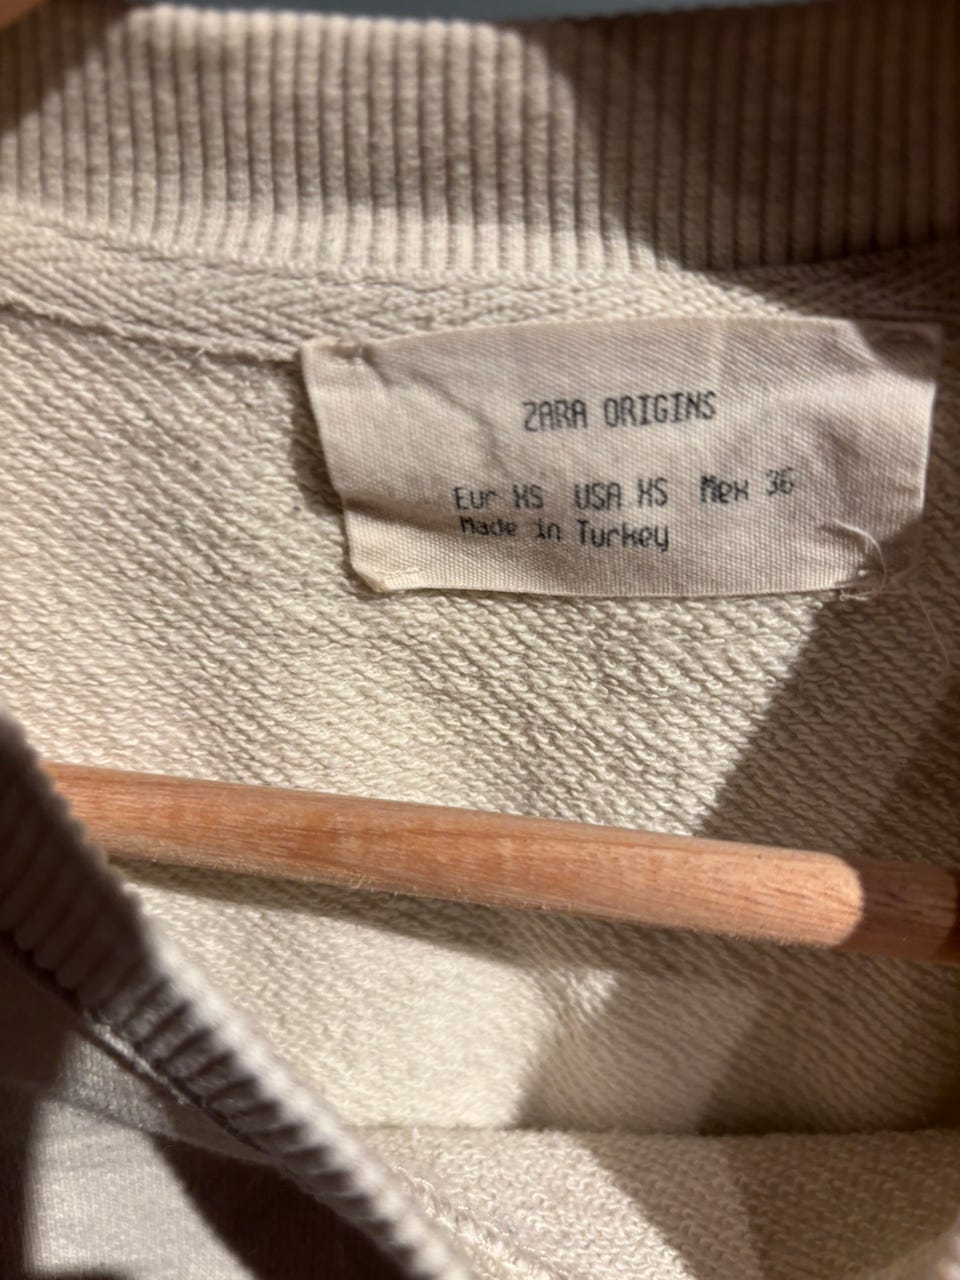 ZARA ORIGINS
Eur XS USA XS Mex 36
Made in Turkey